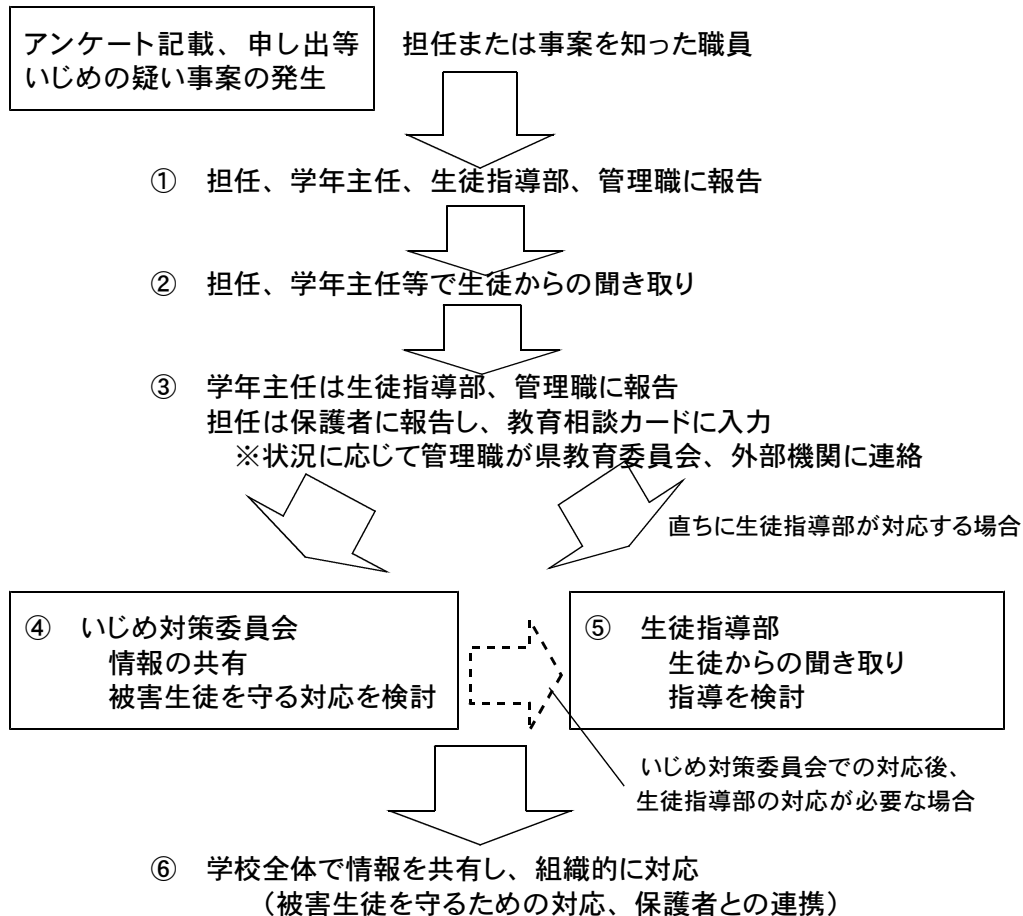 アンケート記載、申し出等
いじめの疑い事案の発生
担任または事案を知った職員
① 担任、学年主任、生徒指導部、管理職に報告
② 担任、学年主任等で生徒からの聞き取り
③ 学年主任は生徒指導部、管理職に報告
担任は保護者に報告し、教育相談カードに入力
※状況に応じて管理職が県教育委員会、外部機関に連絡
直ちに生徒指導部が対応する場合
④ いじめ対策委員会
情報の共有
被害生徒を守る対応を検討
⑤ 生徒指導部
生徒からの聞き取り
指導を検討
いじめ対策委員会での対応後、
生徒指導部の対応が必要な場合
⑥ 学校全体で情報を共有し、組織的に対応
（被害生徒を守るための対応、保護者との連携）